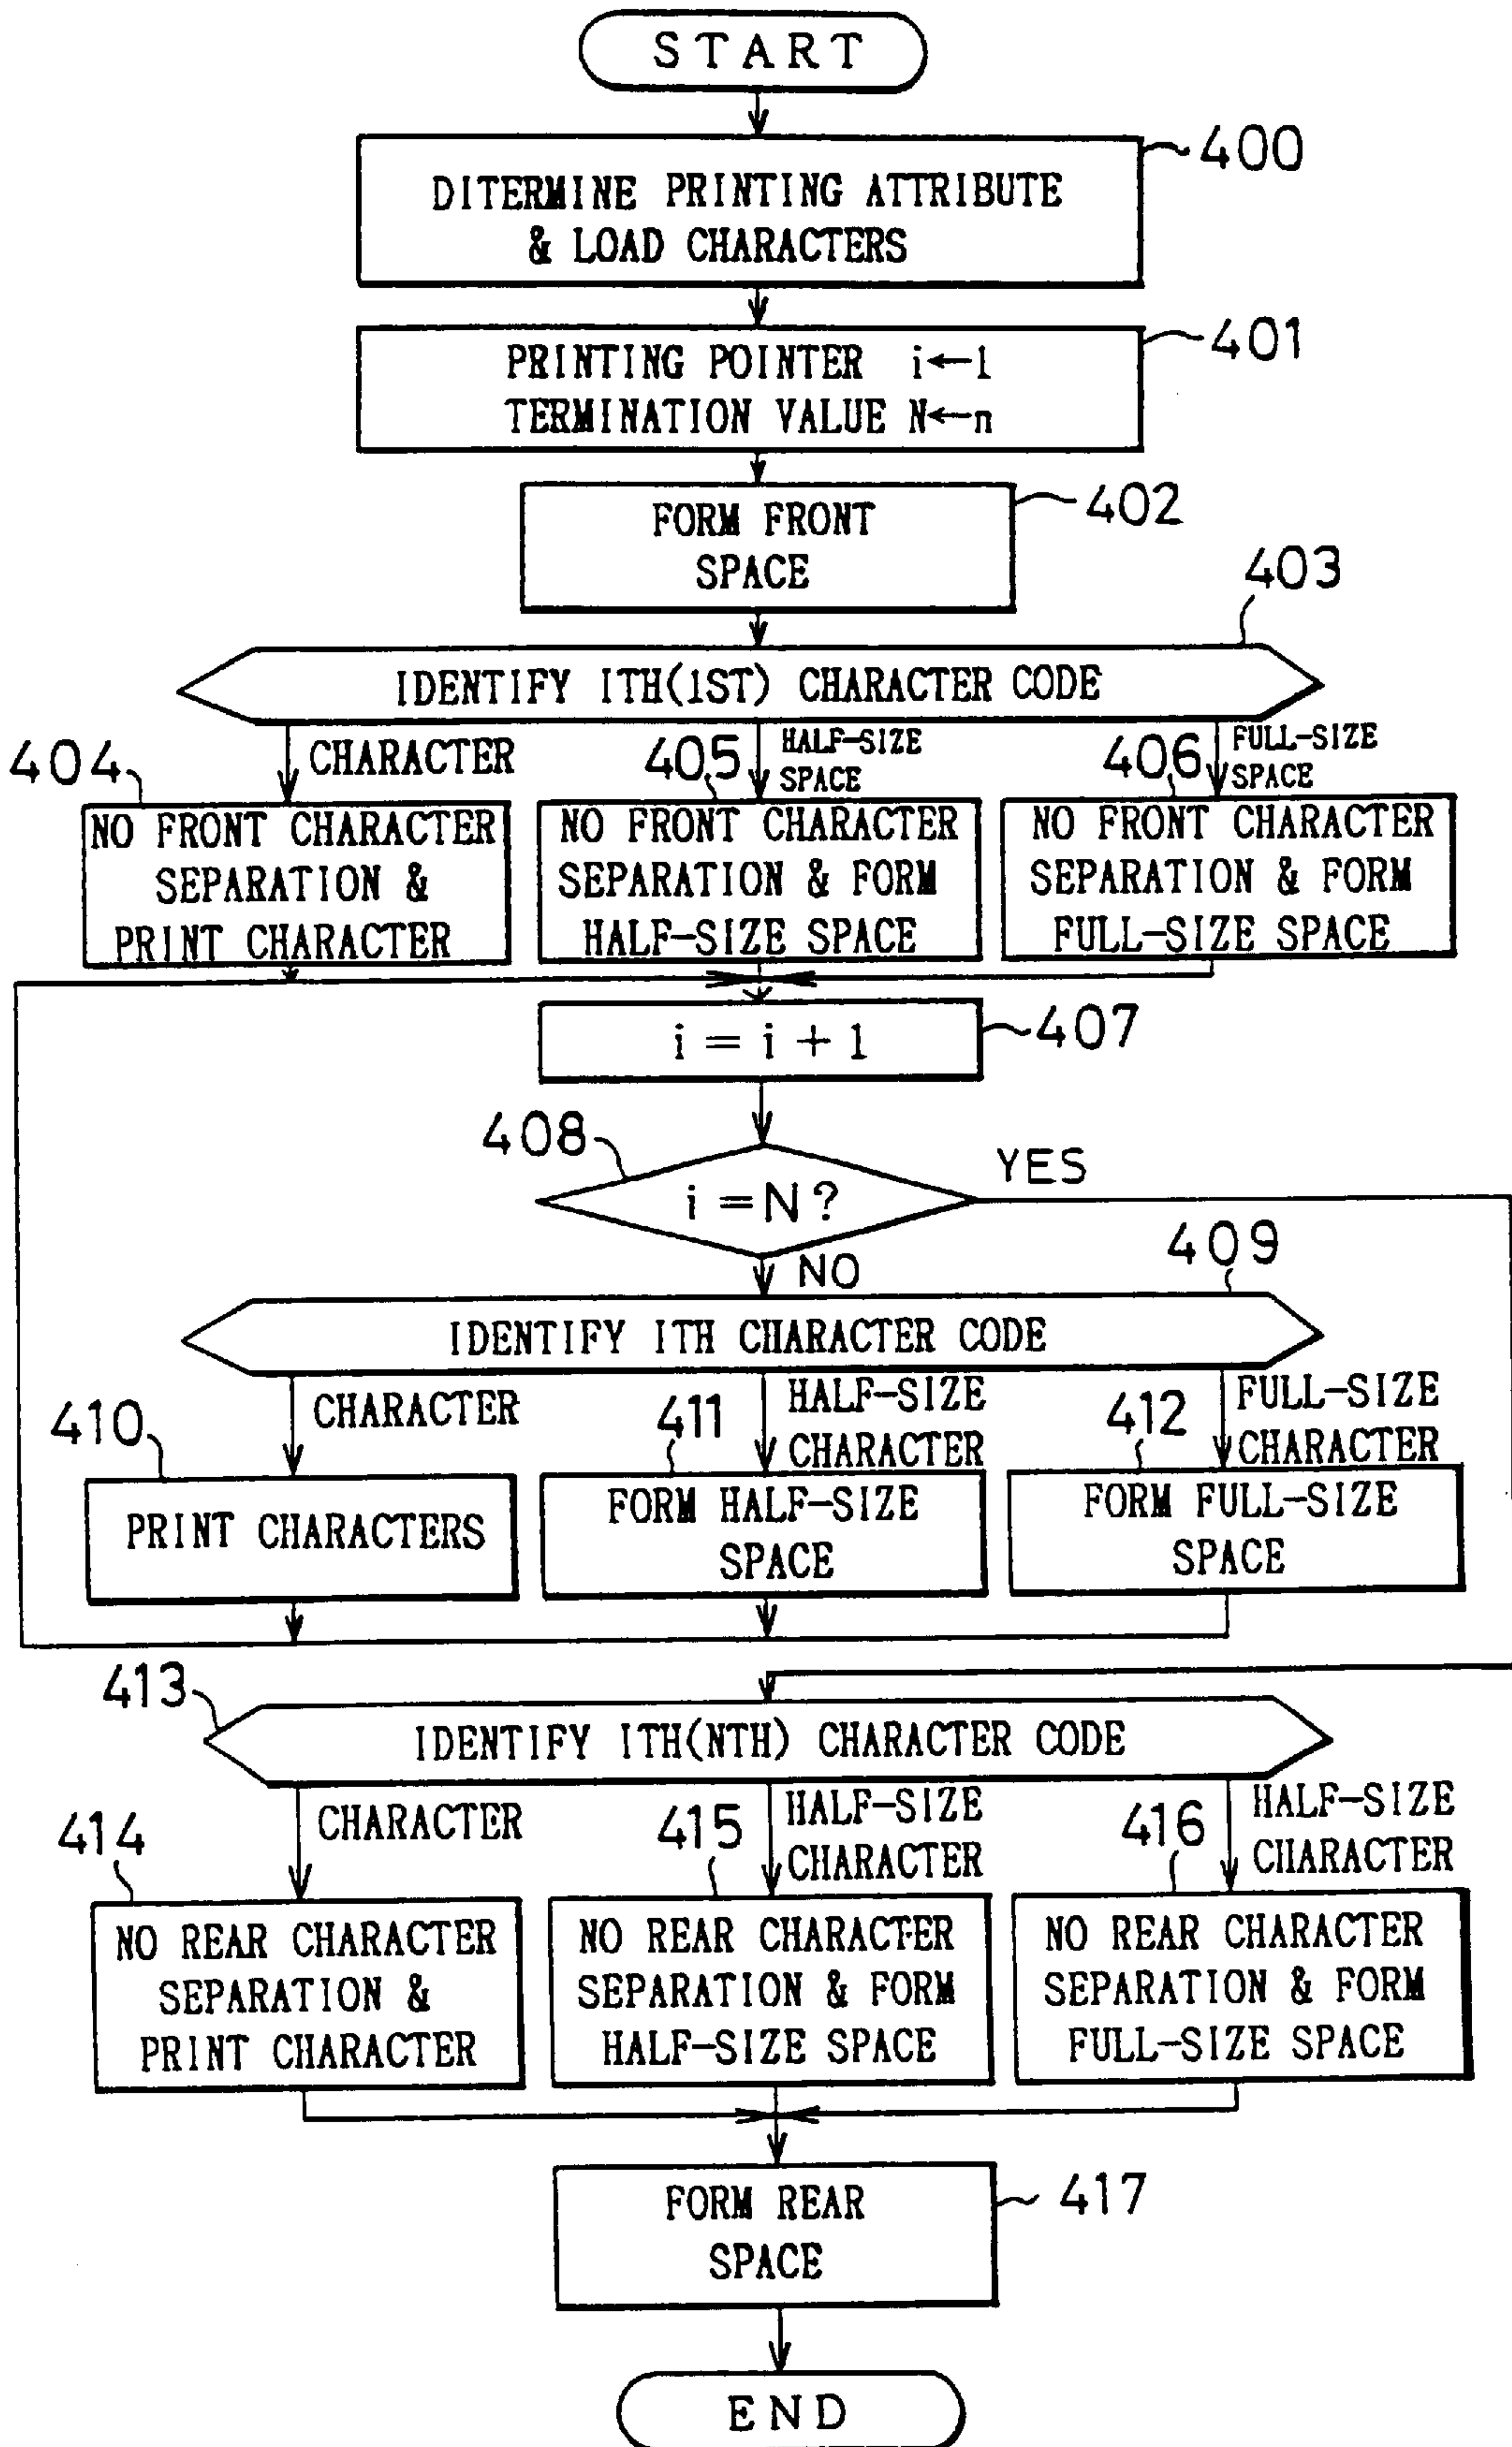 START
400
DITERMINE PRINTING ATTRIBUTE
& LOAD CHARACTERS
401
PRINTING POINTER i←1
TERMINATION VALUE N←n
402
FORM FRONT
SPACE
403
IDENTIFY ITH(1ST) CHARACTER CODE
404
CHARACTER
405
HALF-SIZE
SPACE
406
FULL-SIZE
SPACE
NO FRONT CHARACTER
SEPARATION &
PRINT CHARACTER
NO FRONT CHARACTER
SEPARATION & FORM
HALF-SIZE SPACE
NO FRONT CHARACTER
SEPARATION & FORM
FULL-SIZE SPACE
i = i + 1
407
408
i = N ?
YES
NO
409
IDENTIFY ITH CHARACTER CODE
410
CHARACTER
411
HALF-SIZE
CHARACTER
412
FULL-SIZE
CHARACTER
PRINT CHARACTERS
FORM HALF-SIZE
SPACE
FORM FULL-SIZE
SPACE
413
IDENTIFY ITH(NTH) CHARACTER CODE
414
CHARACTER
415
HALF-SIZE
CHARACTER
416
HALF-SIZE
CHARACTER
NO REAR CHARACTER
SEPARATION &
PRINT CHARACTER
NO REAR CHARACTER
SEPARATION & FORM
HALF-SIZE SPACE
NO REAR CHARACTER
SEPARATION & FORM
FULL-SIZE SPACE
FORM REAR
SPACE
417
END